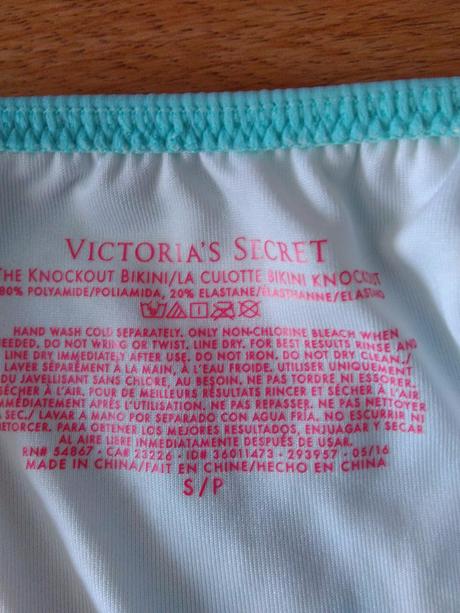 VICTORIA'S SECRET
THE KNOCKOUT BIKINI/LA CULOTTE BIKINI KNOCKOUT
80% POLYAMIDE/POLIAMIDA, 20% ELASTANE/ÉLASTHANNE/ELASTANO
HAND WASH COLD SEPARATELY. ONLY NON-CHLORINE BLEACH WHEN
NEEDED. DO NOT WRING OR TWIST. LINE DRY. FOR BEST RESULTS RINSE AND
LINE DRY IMMEDIATELY AFTER USE. DO NOT IRON. DO NOT DRY CLEAN./
LAVER SÉPARÉMENT À LA MAIN, À L'EAU FROIDE. UTILISER UNIQUEMENT
DU JAVELLISANT SANS CHLORE, AU BESOIN. NE PAS TORDRE NI ESSORER.
SÉCHER À L'AIR. POUR DE MEILLEURS RÉSULTATS RINCER ET SÉCHER À L'AIR
IMMÉDIATEMENT APRÈS L'UTILISATION. NE PAS REPASSER. NE PAS NETTOYER
À SEC./ LAVAR A MANO POR SEPARADO CON AGUA FRÍA. NO ESCURRIR NI
RETORCER. PARA OBTENER LOS MEJORES RESULTADOS, ENJUAGAR Y SECAR
AL AIRE LIBRE INMEDIATAMENTE DESPUÉS DE USAR.
RN# 54867 • CA# 23226 • ID# 36011473 • 293957 • 05/16
MADE IN CHINA/FAIT EN CHINE/HECHO EN CHINA
S/P